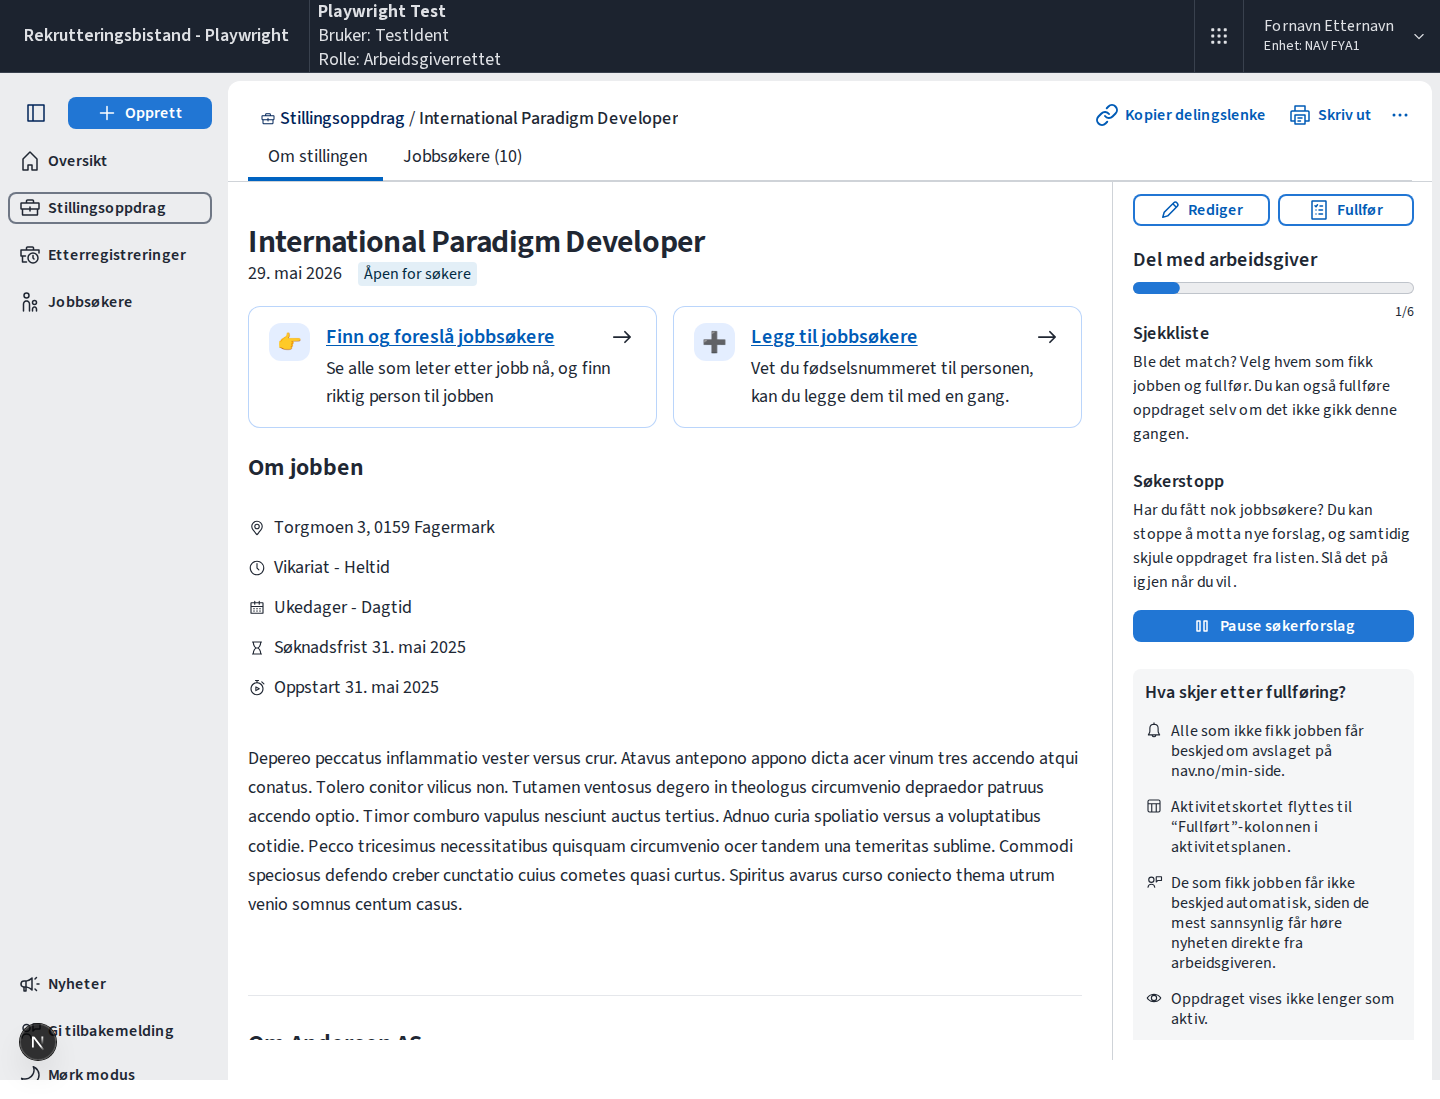 Rekrutteringsbistand - Playwright
Playwright Test
Bruker: TestIdent
Rolle: Arbeidsgiverrettet
Fornavn Etternavn
Enhet: NAV FYA1
Opprett
Oversikt
Stillingsoppdrag
Etterregistreringer
Jobbsøkere
Nyheter
Gi tilbakemelding
N
Mørk modus
Stillingsoppdrag / International Paradigm Developer
Kopier delingslenke
Skriv ut
Om stillingen
Jobbsøkere (10)
International Paradigm Developer
29. mai 2026
Åpen for søkere
Finn og foreslå jobbsøkere
Se alle som leter etter jobb nå, og finn
riktig person til jobben
Legg til jobbsøkere
Vet du fødselsnummeret til personen,
kan du legge dem til med en gang.
Om jobben
Torgmoen 3, 0159 Fagermark
Vikariat - Heltid
Ukedager - Dagtid
Søknadsfrist 31. mai 2025
Oppstart 31. mai 2025
Depereo peccatus inflammatio vester versus crur. Atavus antepono appono dicta acer vinum tres accendo atqui
conatus. Tolero conitor vilicus non. Tutamen ventosus degero in theologus circumvenio depraedor patruus
accendo optio. Timor comburo vapulus nesciunt auctus tertius. Adnuo curia spoliatio versus a voluptatibus
cotidie. Pecco tricesimus necessitatibus quisquam circumvenio ocer tandem una temeritas sublime. Commodi
speciosus defendo creber cunctatio cuius cometes quasi curtus. Spiritus avarus curso coniecto thema utrum
venio somnus centum casus.
Om Andersen AS
Rediger
Fullfør
Del med arbeidsgiver
1/6
Sjekkliste
Ble det match? Velg hvem som fikk
jobben og fullfør. Du kan også fullføre
oppdraget selv om det ikke gikk denne
gangen.
Søkerstopp
Har du fått nok jobbsøkere? Du kan
stoppe å motta nye forslag, og samtidig
skjule oppdraget fra listen. Slå det på
igjen når du vil.
Pause søkerforslag
Hva skjer etter fullføring?
Alle som ikke fikk jobben får
beskjed om avslaget på
nav.no/min-side.
Aktivitetskortet flyttes til
“Fullført”-kolonnen i
aktivitetsplanen.
De som fikk jobben får ikke
beskjed automatisk, siden de
mest sannsynlig får høre
nyheten direkte fra
arbeidsgiveren.
Oppdraget vises ikke lenger som
aktiv.